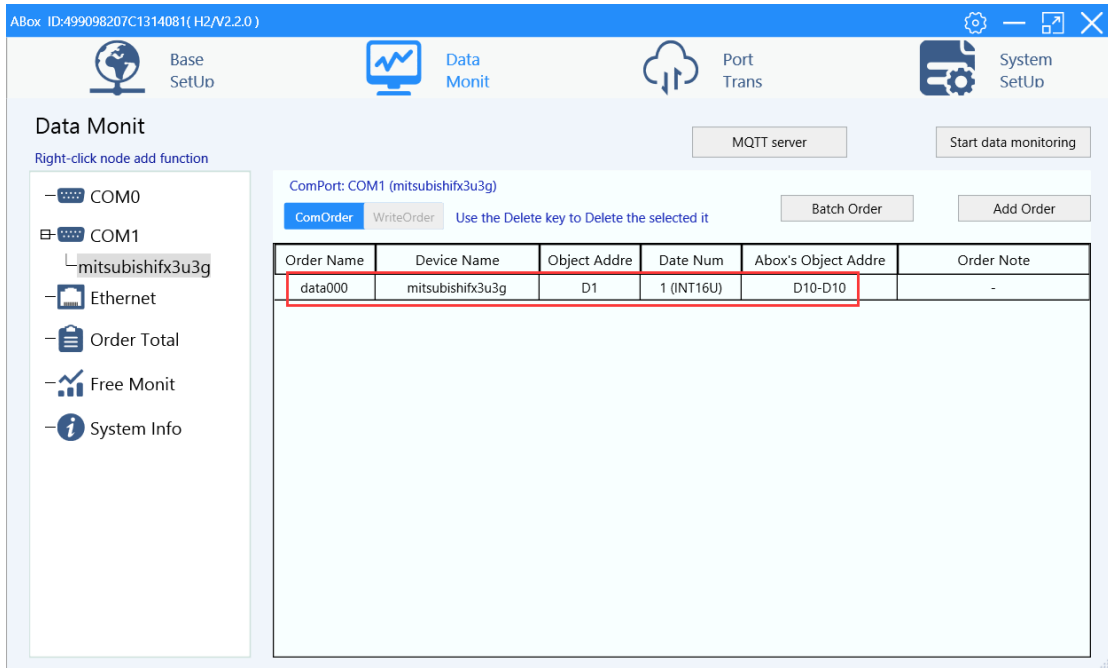 ABox ID:499098207C1314081( H2/V2.2.0 )
Base SetUp
Data Monit
Port Trans
System SetUp
Data Monit
Right-click node add function
MQTT server
Start data monitoring
COM0
COM1
mitsubishifx3u3g
Ethernet
Order Total
Free Monit
System Info
ComPort: COM1 (mitsubishifx3u3g)
ComOrder WriteOrder Use the Delete key to Delete the selected it
Batch Order
Add Order
Order Name Device Name Object Addre Date Num Abox's Object Addre Order Note
data000 mitsubishifx3u3g D1 1 (INT16U) D10-D10 -